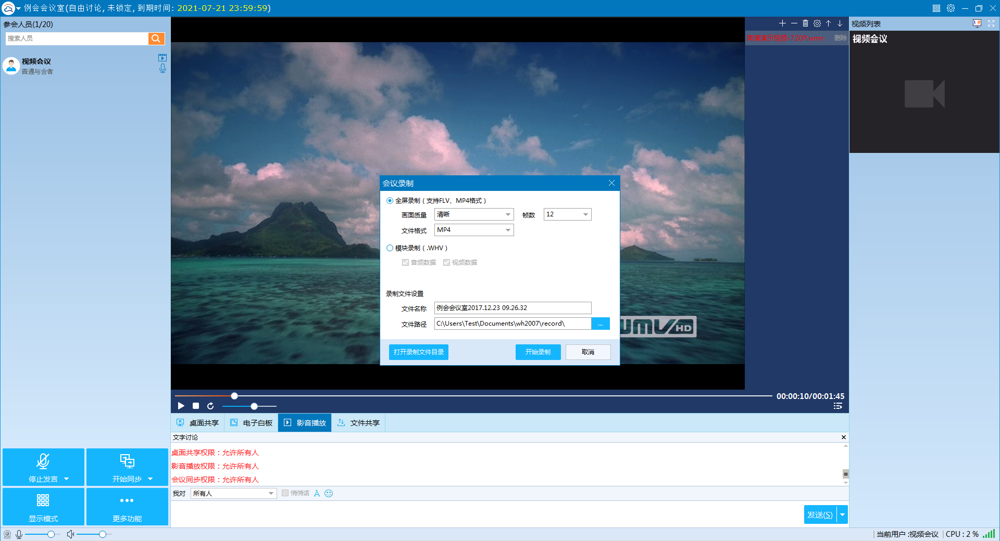 例会会议室(自由讨论, 未锁定, 到期时间: 2021-07-21 23:59:59)
参会人员(1/20)
搜索人员
视频会议
普通与会者
停止发言
开始同步
显示模式
更多功能
高清演示视频-720P.wmv 删除
WMV HD
会议录制
全屏录制 ( 支持FLV、MP4格式 )
画面质量 清晰 帧数 12
文件格式 MP4
模块录制 ( .WHV )
音频数据 视频数据
录制文件设置
文件名称 例会会议室2017.12.23 09.26.32
文件路径 C:\Users\Test\Documents\wh2007\record\ ...
打开录制文件目录 开始录制 取消
00:00:10/00:01:45
桌面共享 电子白板 影音播放 文件共享
文字讨论
桌面共享权限：允许所有人
影音播放权限：允许所有人
会议同步权限：允许所有人
我对 所有人 悄悄话
发送(S)
视频列表
视频会议
当前用户 :视频会议 CPU : 2 %